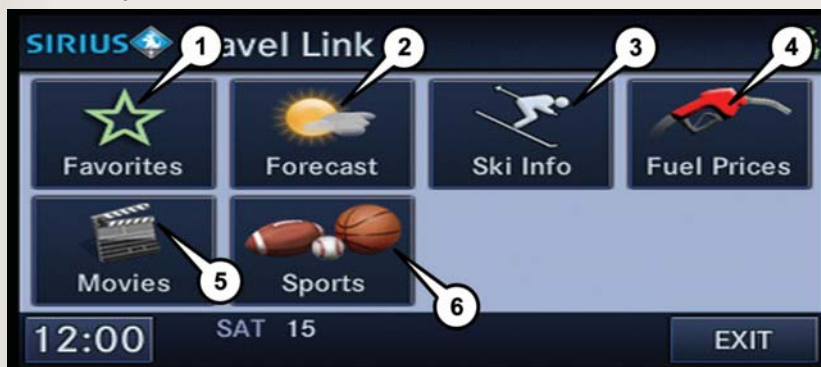 SIRIUS avel Link
1 2 3 4
Favorites Forecast Ski Info Fuel Prices
Movies Sports
5 6
12:00 SAT 15 EXIT